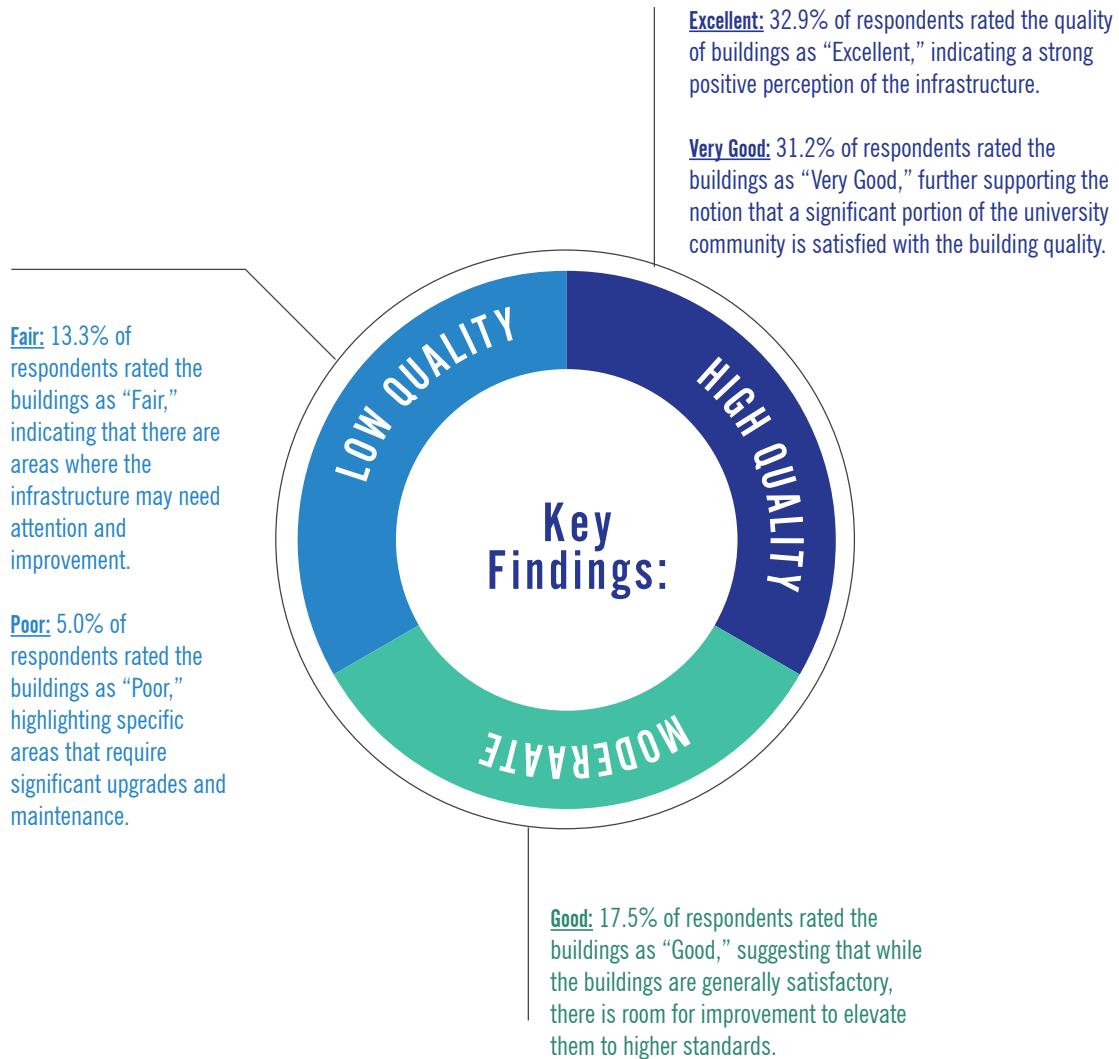 Excellent: 32.9% of respondents rated the quality
of buildings as “Excellent,” indicating a strong
positive perception of the infrastructure.
Very Good: 31.2% of respondents rated the
buildings as “Very Good,” further supporting the
notion that a significant portion of the university
community is satisfied with the building quality.
Fair: 13.3% of
respondents rated the
buildings as “Fair,”
indicating that there are
areas where the
infrastructure may need
attention and
improvement.
Poor: 5.0% of
respondents rated the
buildings as “Poor,”
highlighting specific
areas that require
significant upgrades and
maintenance.
LOW QUALITY
HIGH QUALITY
MODERAATE
Key
Findings:
Good: 17.5% of respondents rated the
buildings as “Good,” suggesting that while
the buildings are generally satisfactory,
there is room for improvement to elevate
them to higher standards.